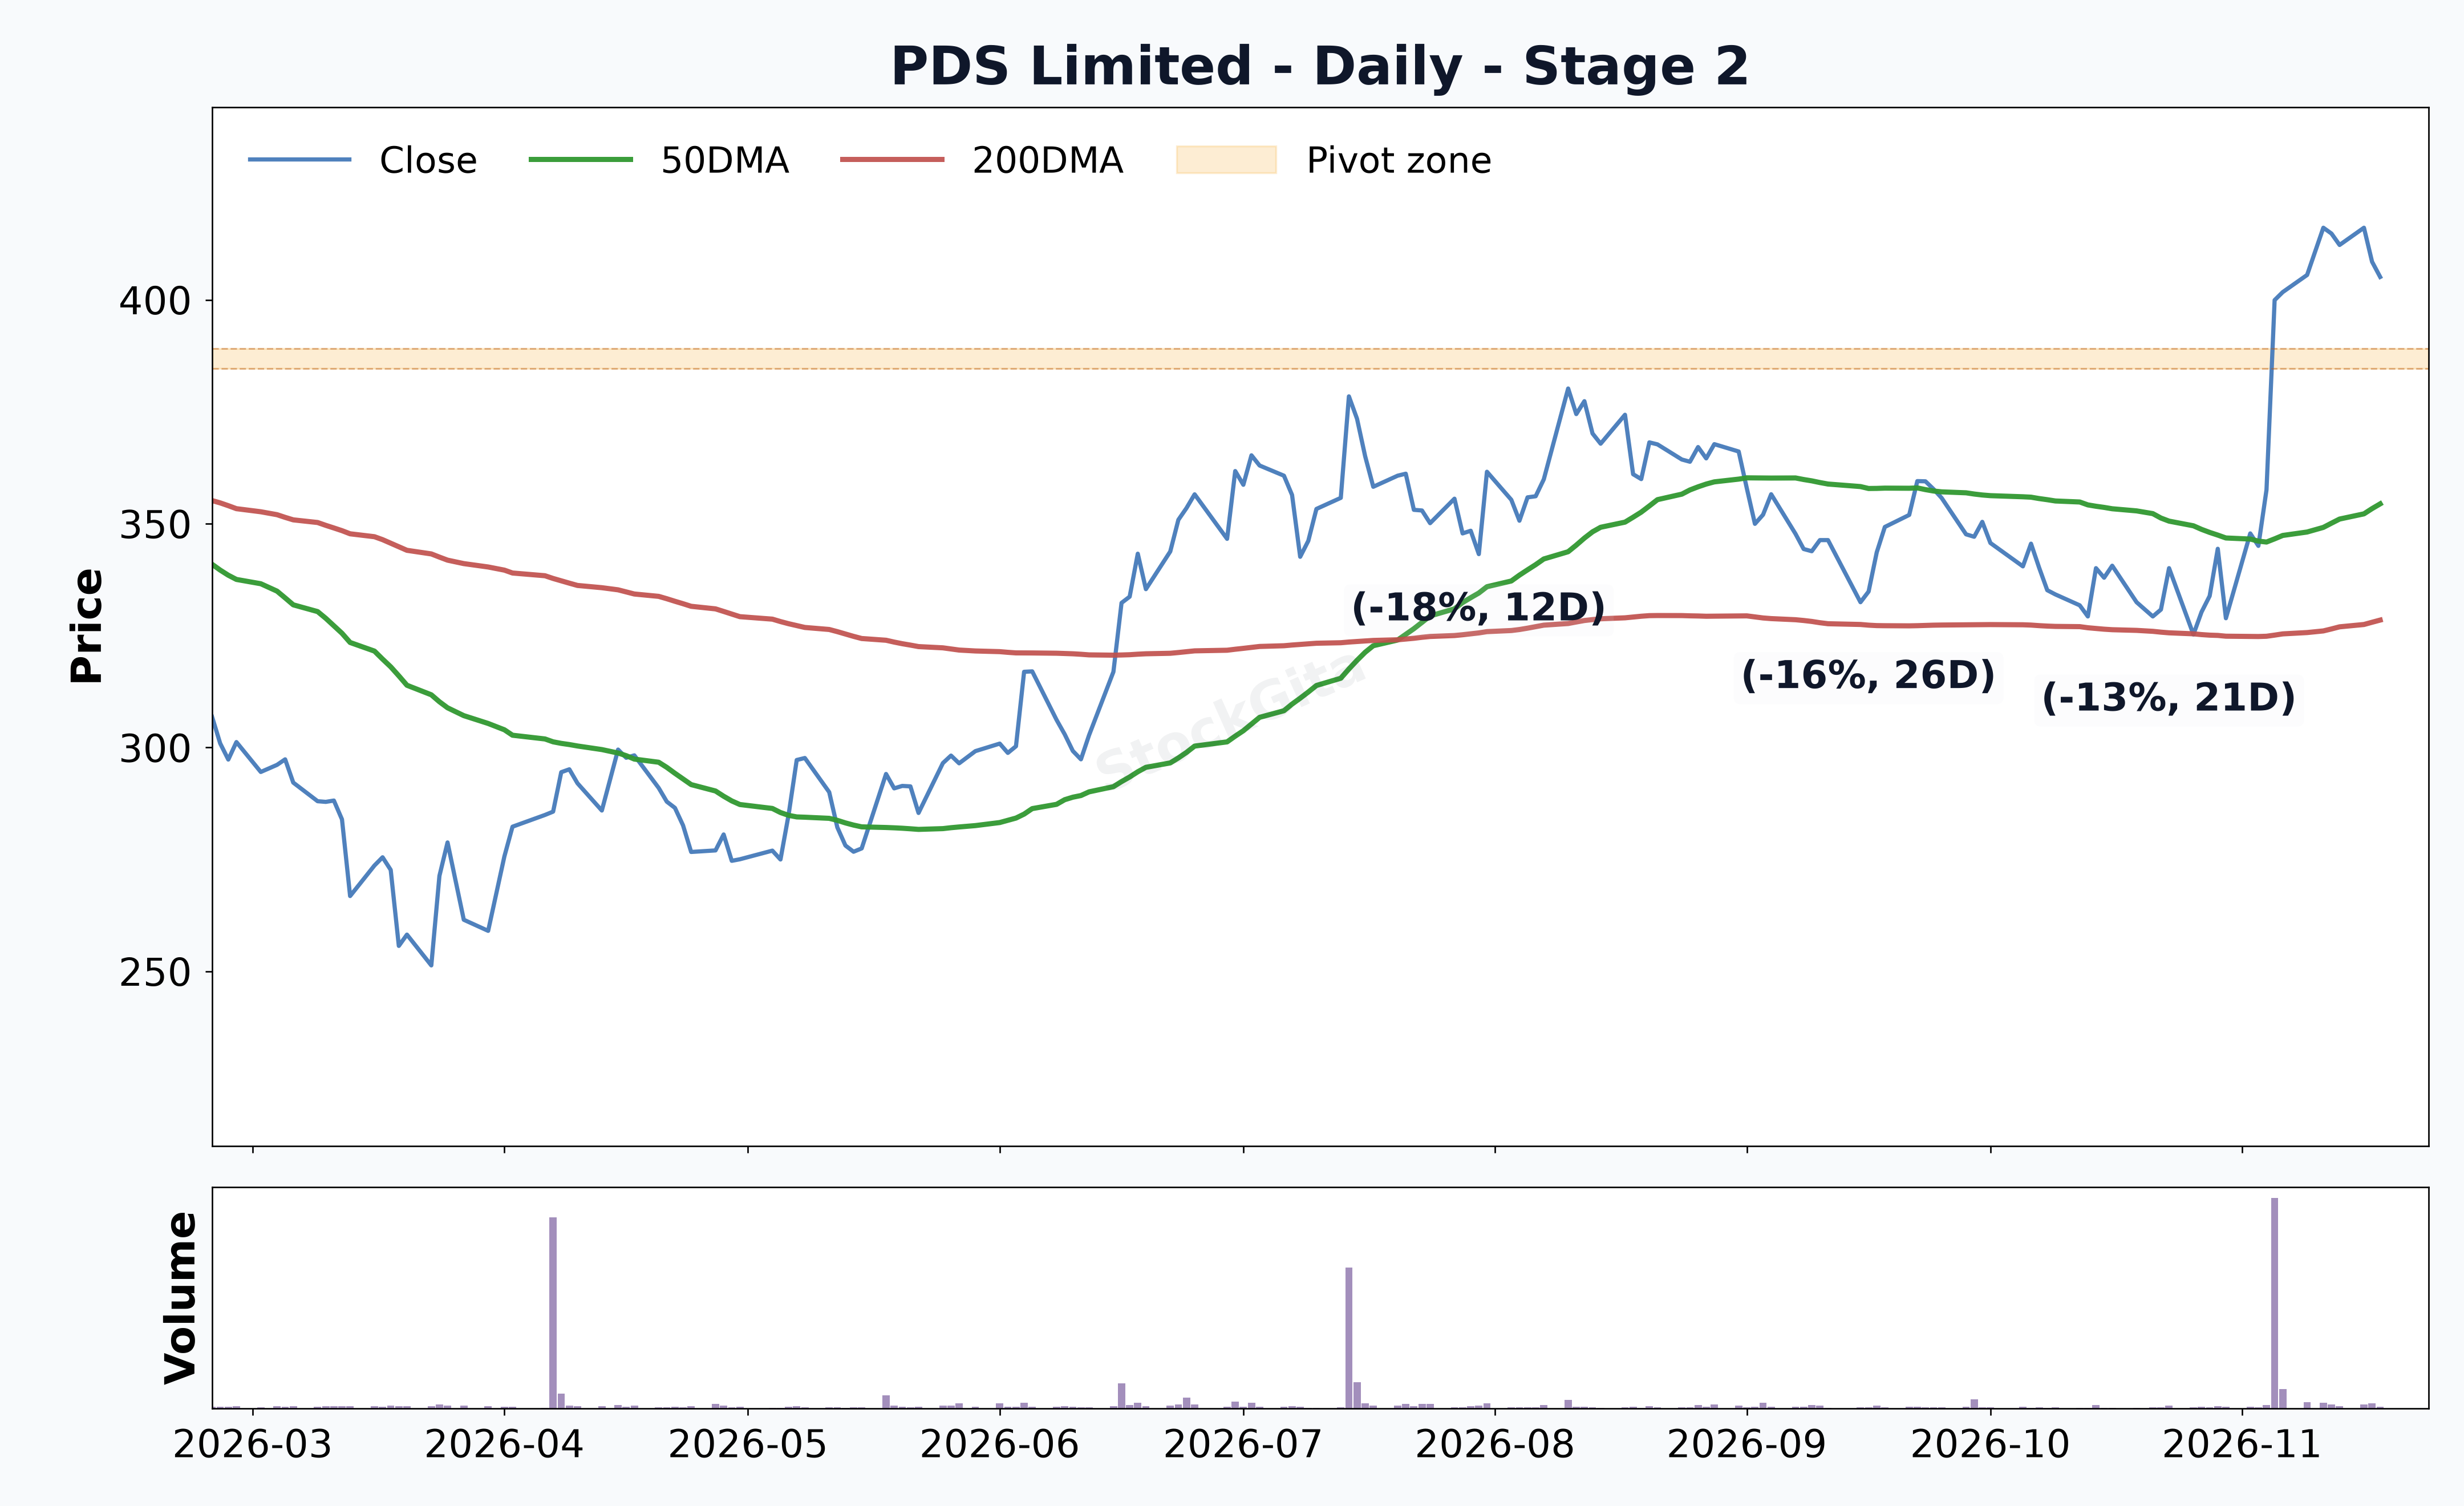 PDS Limited - Daily - Stage 2
Close 50DMA 200DMA Pivot zone
Price
400
350
300
250
(-18%, 12D)
(-16%, 26D)
(-13%, 21D)
StockGita
Volume
2026-03 2026-04 2026-05 2026-06 2026-07 2026-08 2026-09 2026-10 2026-11